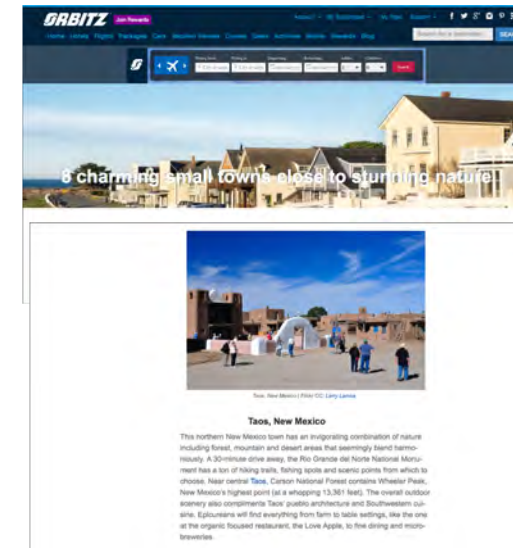 ORBITZ Join Rewards
Home Hotels Flights Packages Cars Vacation Rentals Cruises Deals Activities Mobile Rewards Blog
8 charming small towns close to stunning nature
Taos, New Mexico | Flickr CC: Larry Lamsa
Taos, New Mexico
This northern New Mexico town has an invigorating combination of nature
including forest, mountain and desert areas that seemingly blend harmo-
niously. A 30-minute drive away, the Rio Grande del Norte National Monu-
ment has a ton of hiking trails, fishing spots and scenic points from which to
choose. Near central Taos, Carson National Forest contains Wheeler Peak,
New Mexico's highest point (at a whopping 13,361 feet). The overall outdoor
scenery also compliments Taos' pueblo architecture and Southwestern cui-
sine. Epicureans will find everything from farm to table settings, like the one
at the organic focused restaurant, the Love Apple, to fine dining and micro-
breweries.